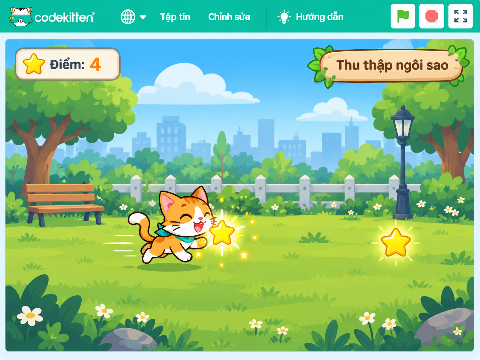 codekitten
Tệp tin
Chỉnh sửa
Hướng dẫn
Điểm: 4
Thu thập ngôi sao